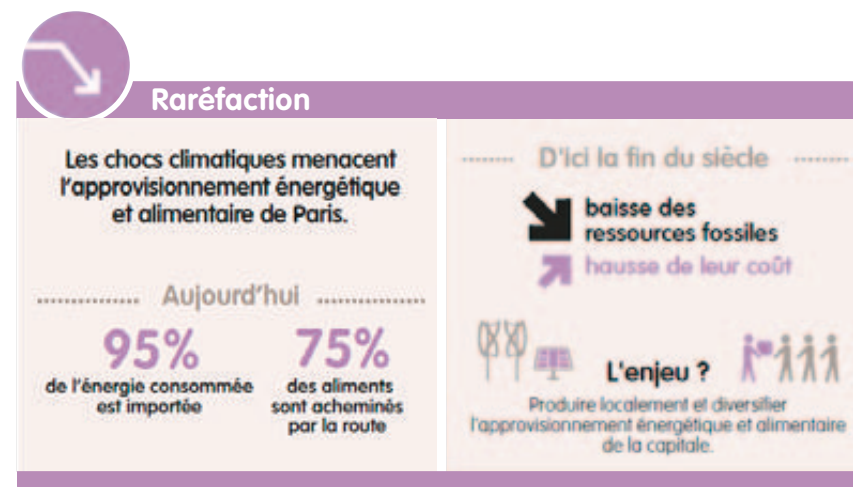 Raréfaction
Les chocs climatiques menacent
l'approvisionnement énergétique
et alimentaire de Paris.
Aujourd'hui
95%
de l'énergie consommée
est importée
75%
des aliments
sont acheminés
par la route
D'ici la fin du siècle
baisse des
ressources fossiles
hausse de leur coût
L'enjeu ?
Produire localement et diversifier
l'approvisionnement énergétique et alimentaire
de la capitale.